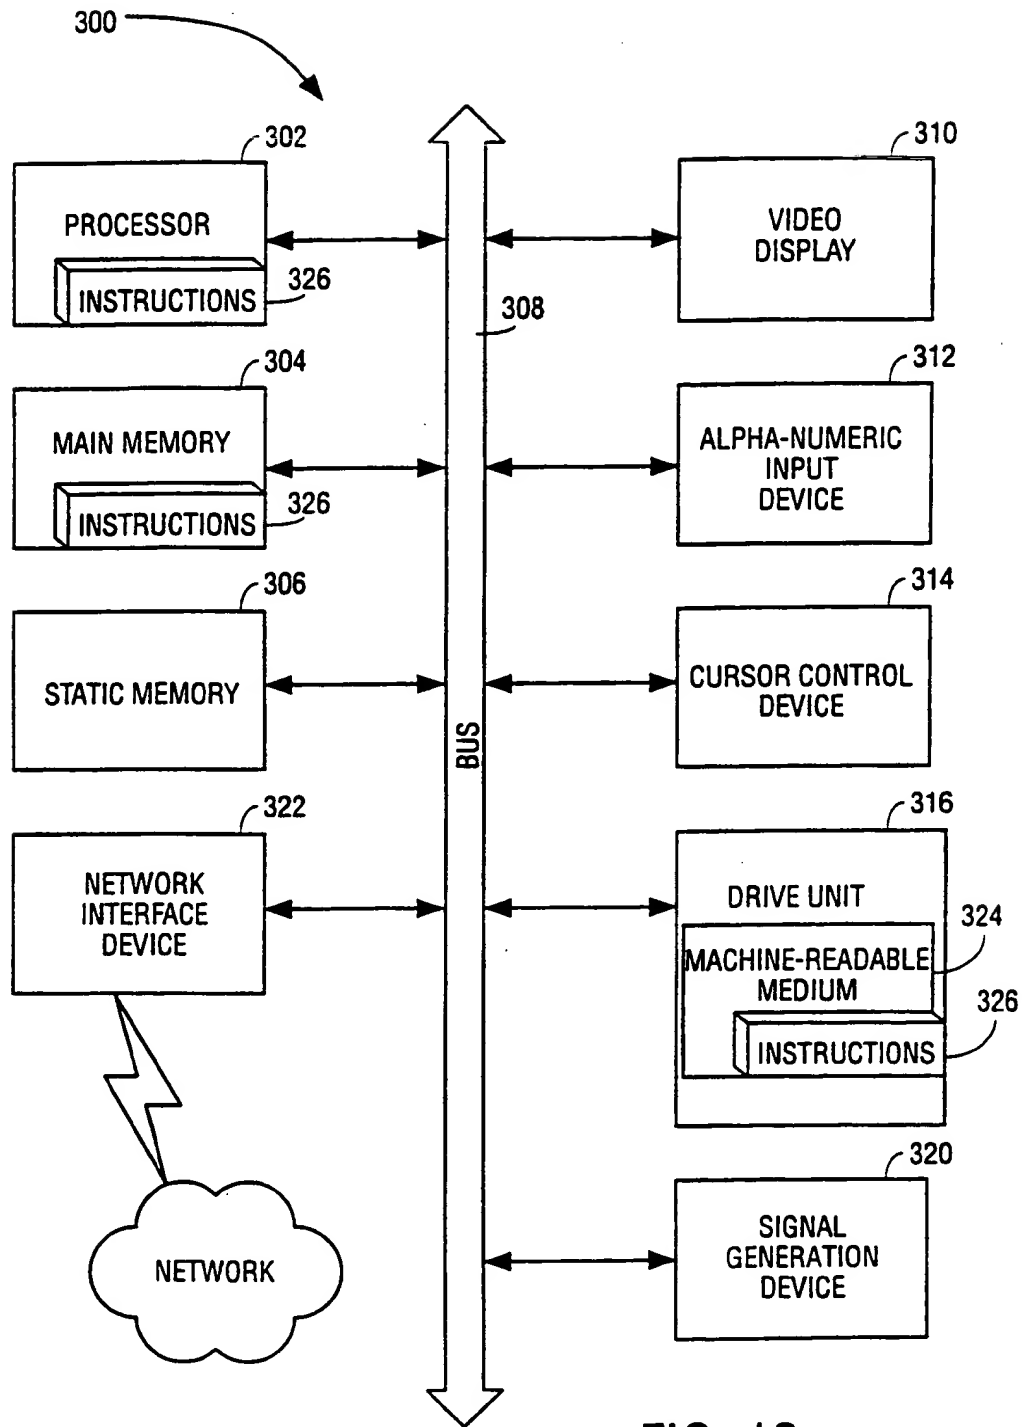 300
302
PROCESSOR
INSTRUCTIONS
326
304
MAIN MEMORY
INSTRUCTIONS
326
306
STATIC MEMORY
322
NETWORK
INTERFACE
DEVICE
NETWORK
308
BUS
310
VIDEO
DISPLAY
312
ALPHA-NUMERIC
INPUT
DEVICE
314
CURSOR CONTROL
DEVICE
316
DRIVE UNIT
324
MACHINE-READABLE
MEDIUM
326
INSTRUCTIONS
320
SIGNAL
GENERATION
DEVICE